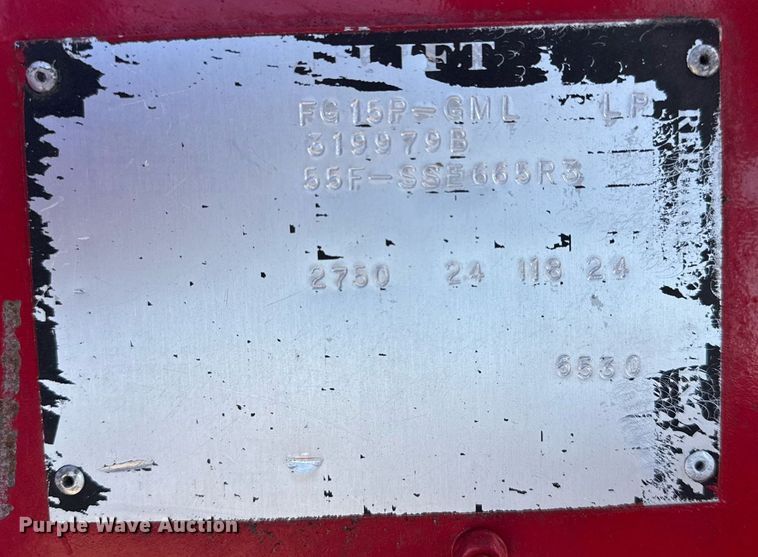 LIFT
FG15P-GML LP
319979B
55F-SSE665R3
2750 24 118 24
6530
Purple Wave Auction